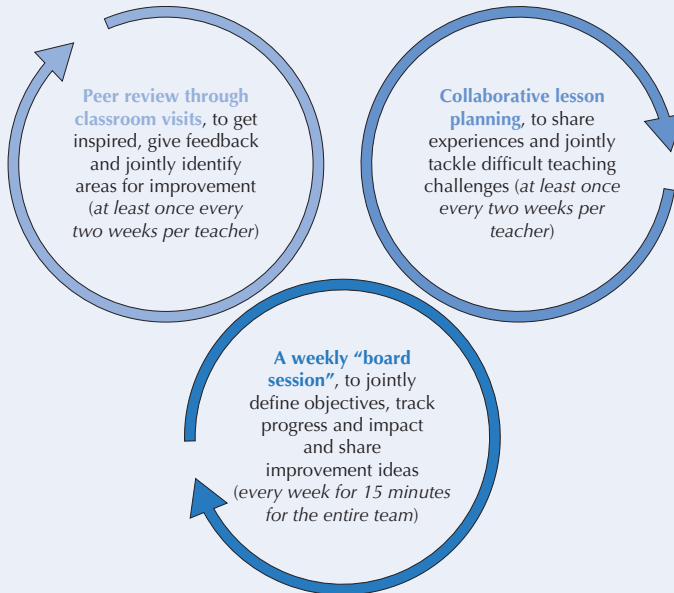 Peer review through
classroom visits, to get
inspired, give feedback
and jointly identify
areas for improvement
(at least once every
two weeks per teacher)
Collaborative lesson
planning, to share
experiences and jointly
tackle difficult teaching
challenges (at least once
every two weeks per
teacher)
A weekly “board
session”, to jointly
define objectives, track
progress and impact
and share
improvement ideas
(every week for 15 minutes
for the entire team)